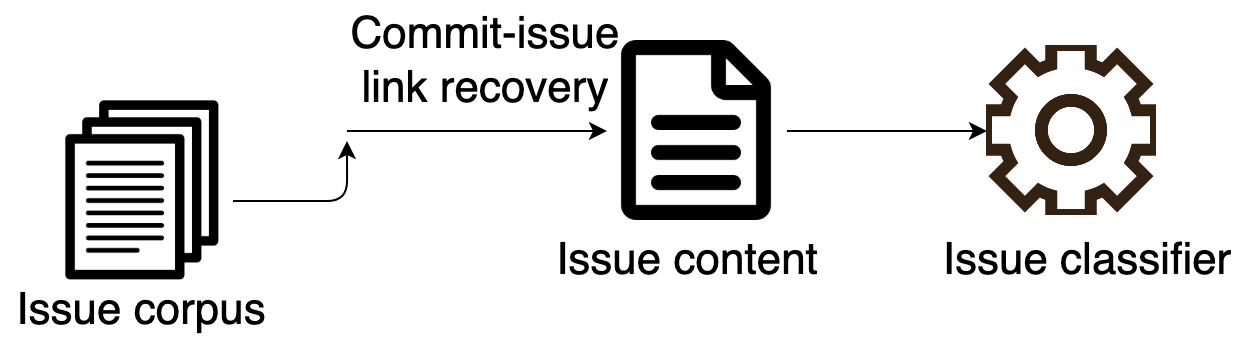 Commit-issue
link recovery
Issue corpus
Issue content
Issue classifier